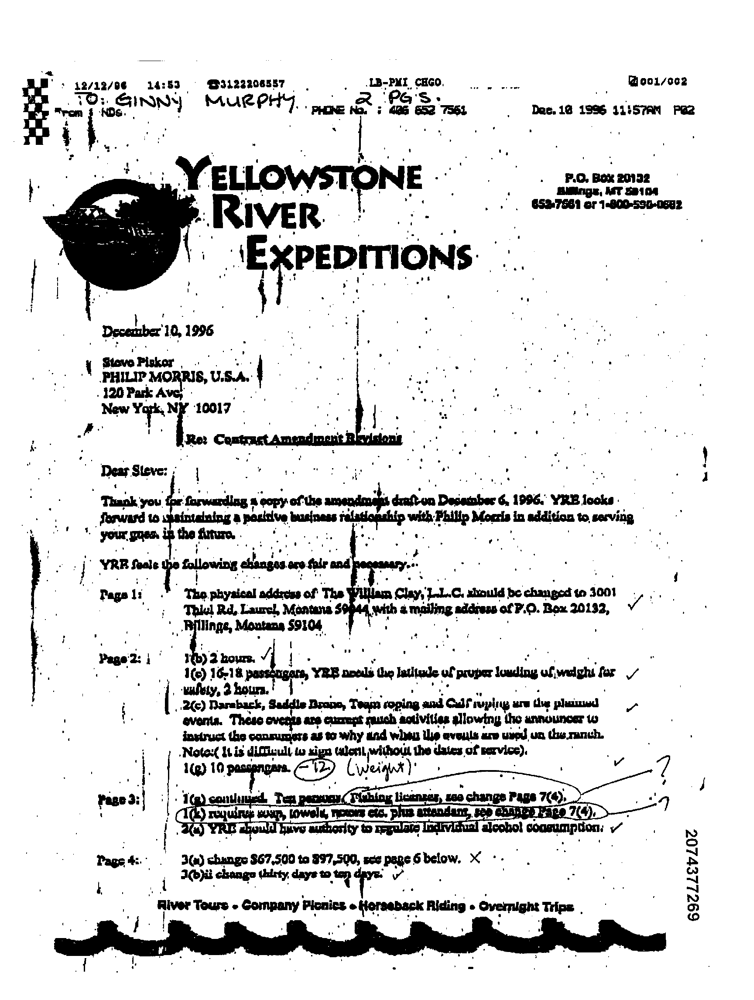 12/12/96 14:53 ☎3122206557 LB-PMI CHGO. 001/002
TO: GINNY MURPHY 2 PGS.
From : NDS. PHONE No. : 406 652 7561 Dec. 10 1996 11:57AM P02
YELLOWSTONE
RIVER
EXPEDITIONS
P.O. Box 20132
Billings, MT 59104
652-7561 or 1-800-590-
December 10, 1996
Steve Piskor
PHILIP MORRIS, U.S.A.
120 Park Ave,
New York, NY 10017
Re: Contract Amendment Revisions
Dear Steve:
Thank you for forwarding a copy of the amendment draft on December 6, 1996. YRE looks
forward to maintaining a positive business relationship with Philip Morris in addition to serving
your gues. in the future.
YRE feels the following changes are fair and necessary.
Page 1: The physical address of The William Clay, L.L.C. should be changed to 3001 ✓
Thiel Rd, Laurel, Montana 59044 with a mailing address of P.O. Box 20132,
Billings, Montana 59104
Page 2: 1(b) 2 hours. ✓
1(c) 16-18 passengers, YRE needs the latitude of proper loading of weight for ✓
safety, 2 hours.
2(c) Bareback, Saddle Bronc, Team roping and Calf roping are the planned ✓
events. These events are current ranch activities allowing the announcer to
instruct the consumers as to why and when the events are used on the ranch.
Note:( It is difficult to sign talent without the dates of service).
1(g) 10 passengers. -12 (weight)
Page 3: 1(g) continued. Ten persons. Fishing licenses, see change Page 7(4). ?
1(k) requires soap, towels, etc. plus attendant, see change Page 7(4). ?
2(a) YRE should have authority to regulate individual alcohol consumption. ✓
Page 4: 3(a) change $67,500 to $97,500, see page 6 below. ✗
3(b)ii change thirty days to ten days. ✓
River Tours - Company Picnics - Horseback Riding - Overnight Trips
2074377269